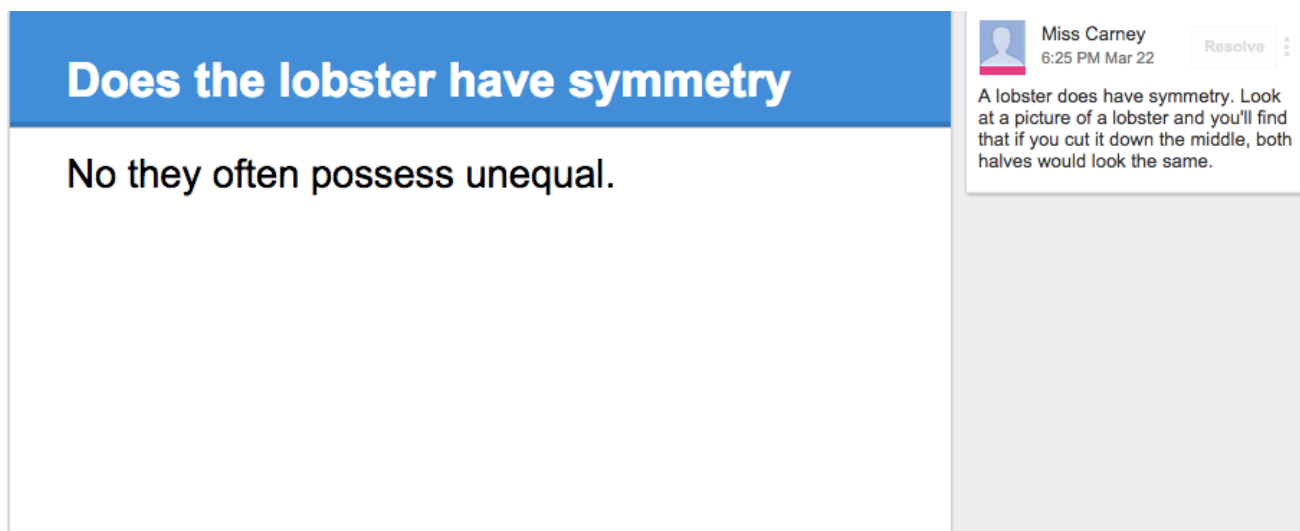 Does the lobster have symmetry
No they often possess unequal.
Miss Carney
6:25 PM Mar 22
Resolve
A lobster does have symmetry. Look
at a picture of a lobster and you'll find
that if you cut it down the middle, both
halves would look the same.